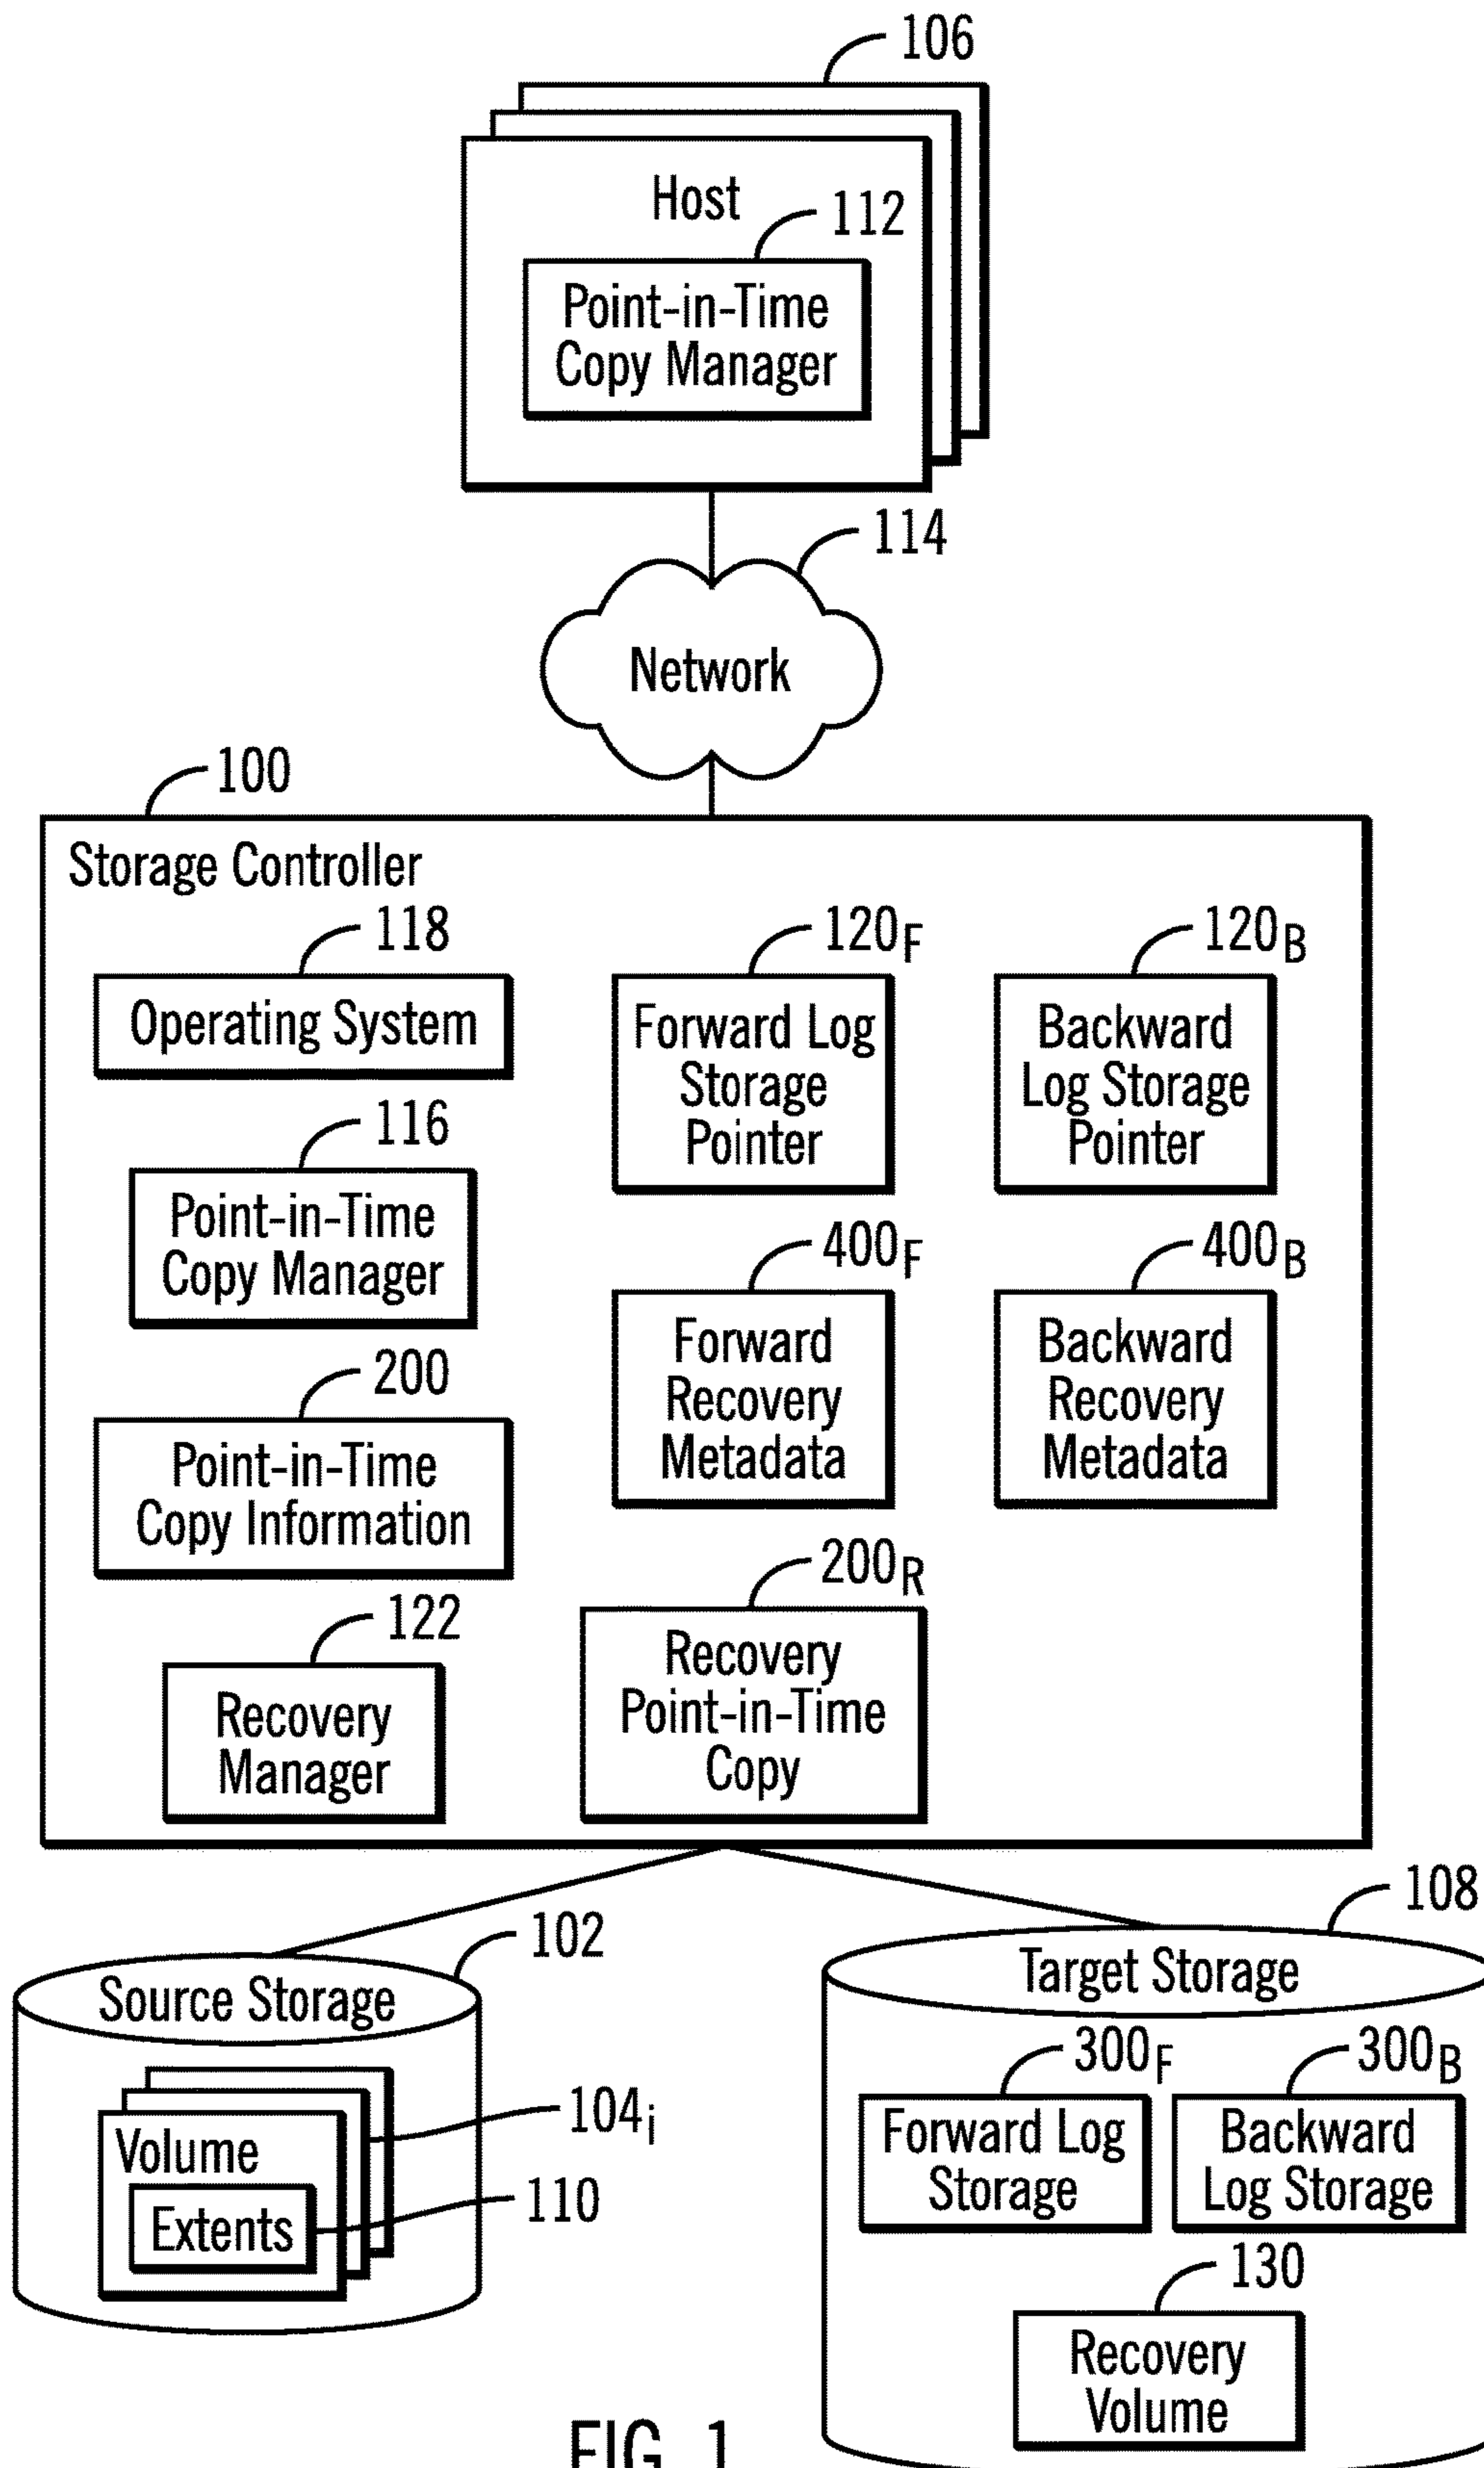 106
Host
112
Point-in-Time
Copy Manager
114
Network
100
Storage Controller
118
Operating System
120F
Forward Log
Storage
Pointer
120B
Backward
Log Storage
Pointer
116
Point-in-Time
Copy Manager
400F
Forward
Recovery
Metadata
400B
Backward
Recovery
Metadata
200
Point-in-Time
Copy Information
200R
Recovery
Point-in-Time
Copy
122
Recovery
Manager
102
Source Storage
104i
Volume
110
Extents
108
Target Storage
300F
Forward Log
Storage
300B
Backward
Log Storage
130
Recovery
Volume
FIG. 1